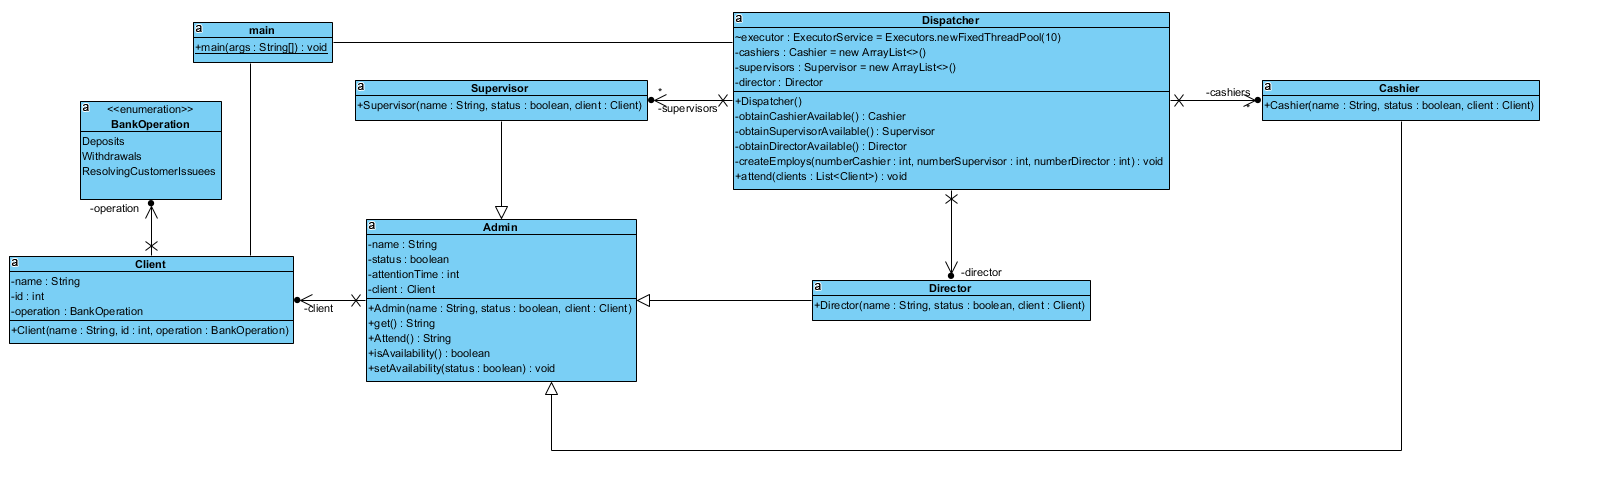 a
main
+main(args : String[]) : void
a
<<enumeration>>
BankOperation
Deposits
Withdrawals
ResolvingCustomerIssuees
-operation
a
Client
-name : String
-id : int
-operation : BankOperation
+Client(name : String, id : int, operation : BankOperation)
-client
a
Supervisor
+Supervisor(name : String, status : boolean, client : Client)
*
-supervisors
a
Admin
-name : String
-status : boolean
-attentionTime : int
-client : Client
+Admin(name : String, status : boolean, client : Client)
+get() : String
+Attend() : String
+isAvailability() : boolean
+setAvailability(status : boolean) : void
a
Dispatcher
~executor : ExecutorService = Executors.newFixedThreadPool(10)
-cashiers : Cashier = new ArrayList<>()
-supervisors : Supervisor = new ArrayList<>()
-director : Director
+Dispatcher()
-obtainCashierAvailable() : Cashier
-obtainSupervisorAvailable() : Supervisor
-obtainDirectorAvailable() : Director
-createEmploys(numberCashier : int, numberSupervisor : int, numberDirector : int) : void
+attend(clients : List<Client>) : void
-director
a
Director
+Director(name : String, status : boolean, client : Client)
-cashiers
*
a
Cashier
+Cashier(name : String, status : boolean, client : Client)